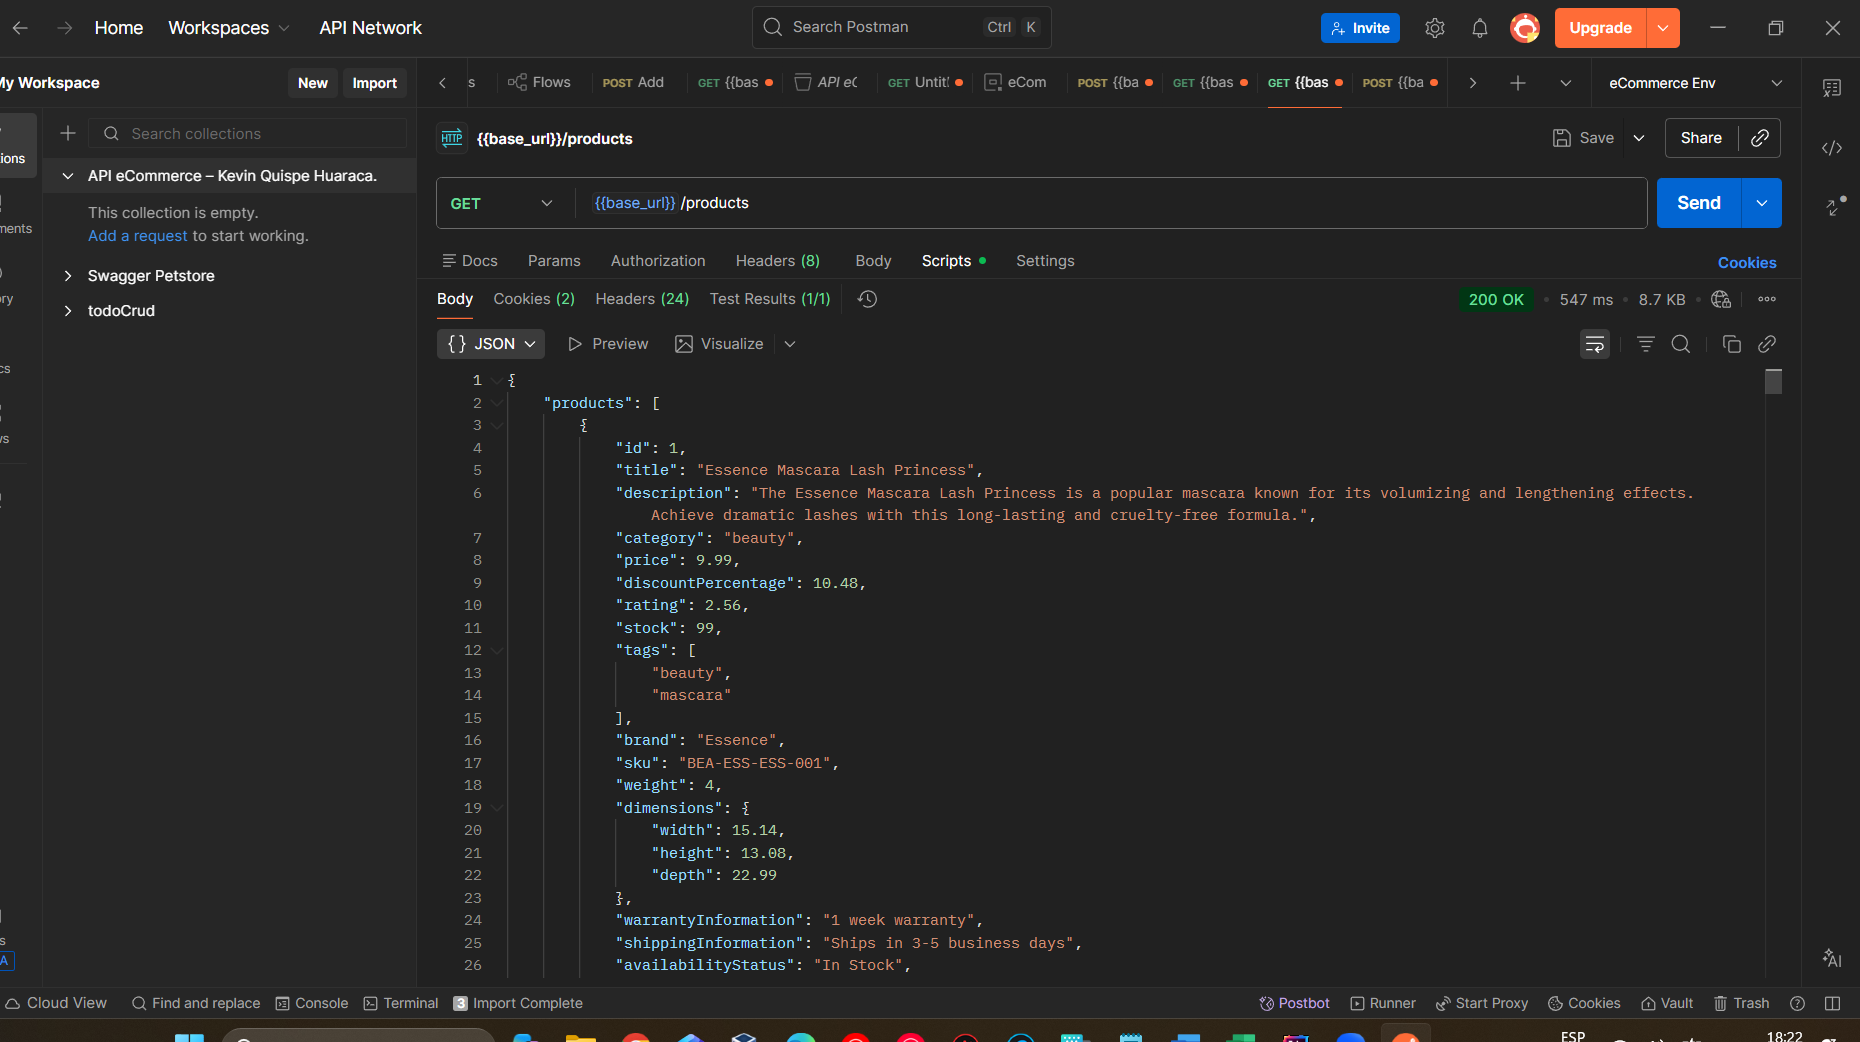 Home Workspaces API Network Search Postman Ctrl K Invite Upgrade
My Workspace New Import
s Flows POST Add GET {{bas API eC GET Untitl eCom POST {{ba GET {{bas GET {{bas POST {{ba eCommerce Env
Search collections
ions
API eCommerce – Kevin Quispe Huaraca.
This collection is empty.
Add a request to start working.
Swagger Petstore
todoCrud
ments
ry
cs
vs
s
A
HTTP {{base_url}}/products Save Share
GET {{base_url}} /products Send
Docs Params Authorization Headers (8) Body Scripts Settings Cookies
Body Cookies (2) Headers (24) Test Results (1/1) 200 OK 547 ms 8.7 KB
{} JSON Preview Visualize
1 {
2 "products": [
3 {
4 "id": 1,
5 "title": "Essence Mascara Lash Princess",
6 "description": "The Essence Mascara Lash Princess is a popular mascara known for its volumizing and lengthening effects.
Achieve dramatic lashes with this long-lasting and cruelty-free formula.",
7 "category": "beauty",
8 "price": 9.99,
9 "discountPercentage": 10.48,
10 "rating": 2.56,
11 "stock": 99,
12 "tags": [
13 "beauty",
14 "mascara"
15 ],
16 "brand": "Essence",
17 "sku": "BEA-ESS-ESS-001",
18 "weight": 4,
19 "dimensions": {
20 "width": 15.14,
21 "height": 13.08,
22 "depth": 22.99
23 },
24 "warrantyInformation": "1 week warranty",
25 "shippingInformation": "Ships in 3-5 business days",
26 "availabilityStatus": "In Stock",
AI
Cloud View Find and replace Console Terminal 3 Import Complete Postbot Runner Start Proxy Cookies Vault Trash
ESP 18:22